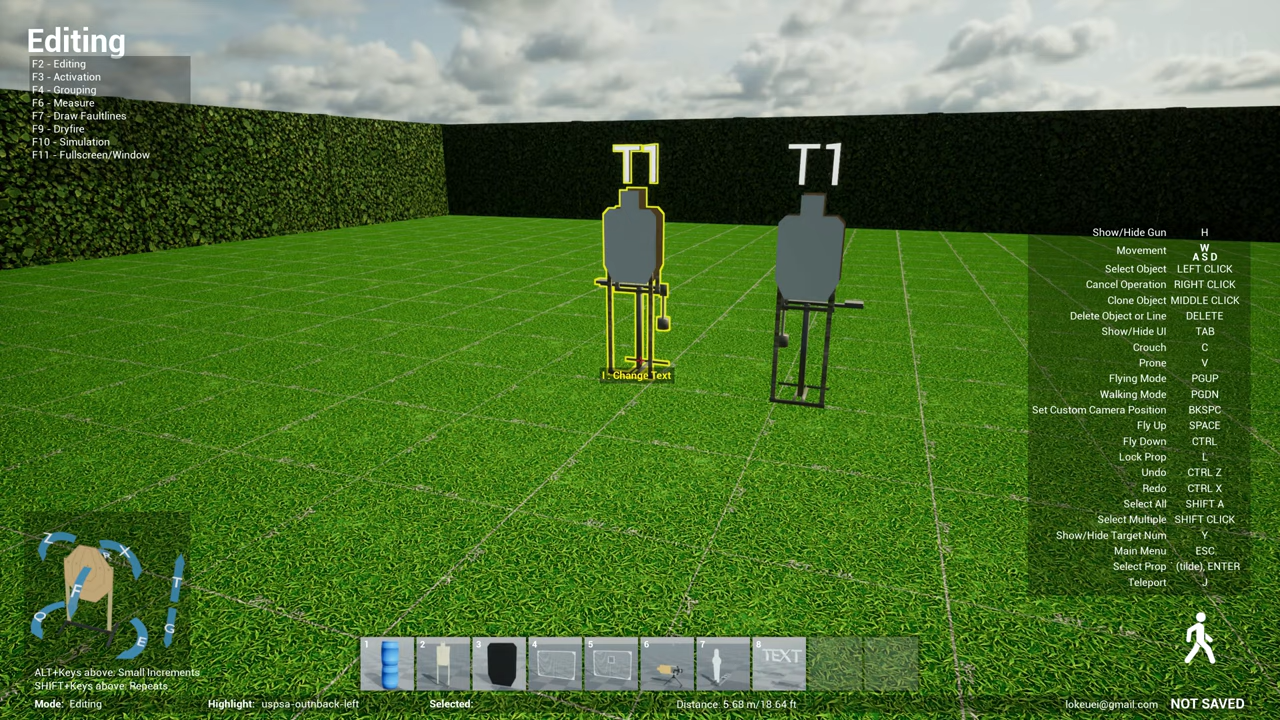 Editing
F2 - Editing
F3 - Activation
F4 - Grouping
F6 - Measure
F7 - Draw Faultlines
F9 - Dryfire
F10 - Simulation
F11 - Fullscreen/Window
T1
T1
I : Change Text
Show/Hide Gun H
Movement W
A S D
Select Object LEFT CLICK
Cancel Operation RIGHT CLICK
Clone Object MIDDLE CLICK
Delete Object or Line DELETE
Show/Hide UI TAB
Crouch C
Prone V
Flying Mode PGUP
Walking Mode PGDN
Set Custom Camera Position BKSPC
Fly Up SPACE
Fly Down CTRL
Lock Prop L
Undo CTRL Z
Redo CTRL X
Select All SHIFT A
Select Multiple SHIFT CLICK
Show/Hide Target Num Y
Main Menu ESC
Select Prop (tilde), ENTER
Teleport J
Z X R
F T
Q E G
ALT+Keys above: Small Increments
SHIFT+Keys above: Repeats
1 2 3 4 5 6 7 8
TEXT
Mode: Editing Highlight: uspsa-outnback-left Selected: Distance: 5.68 m/18.64 ft lokeuei@gmail.com NOT SAVED